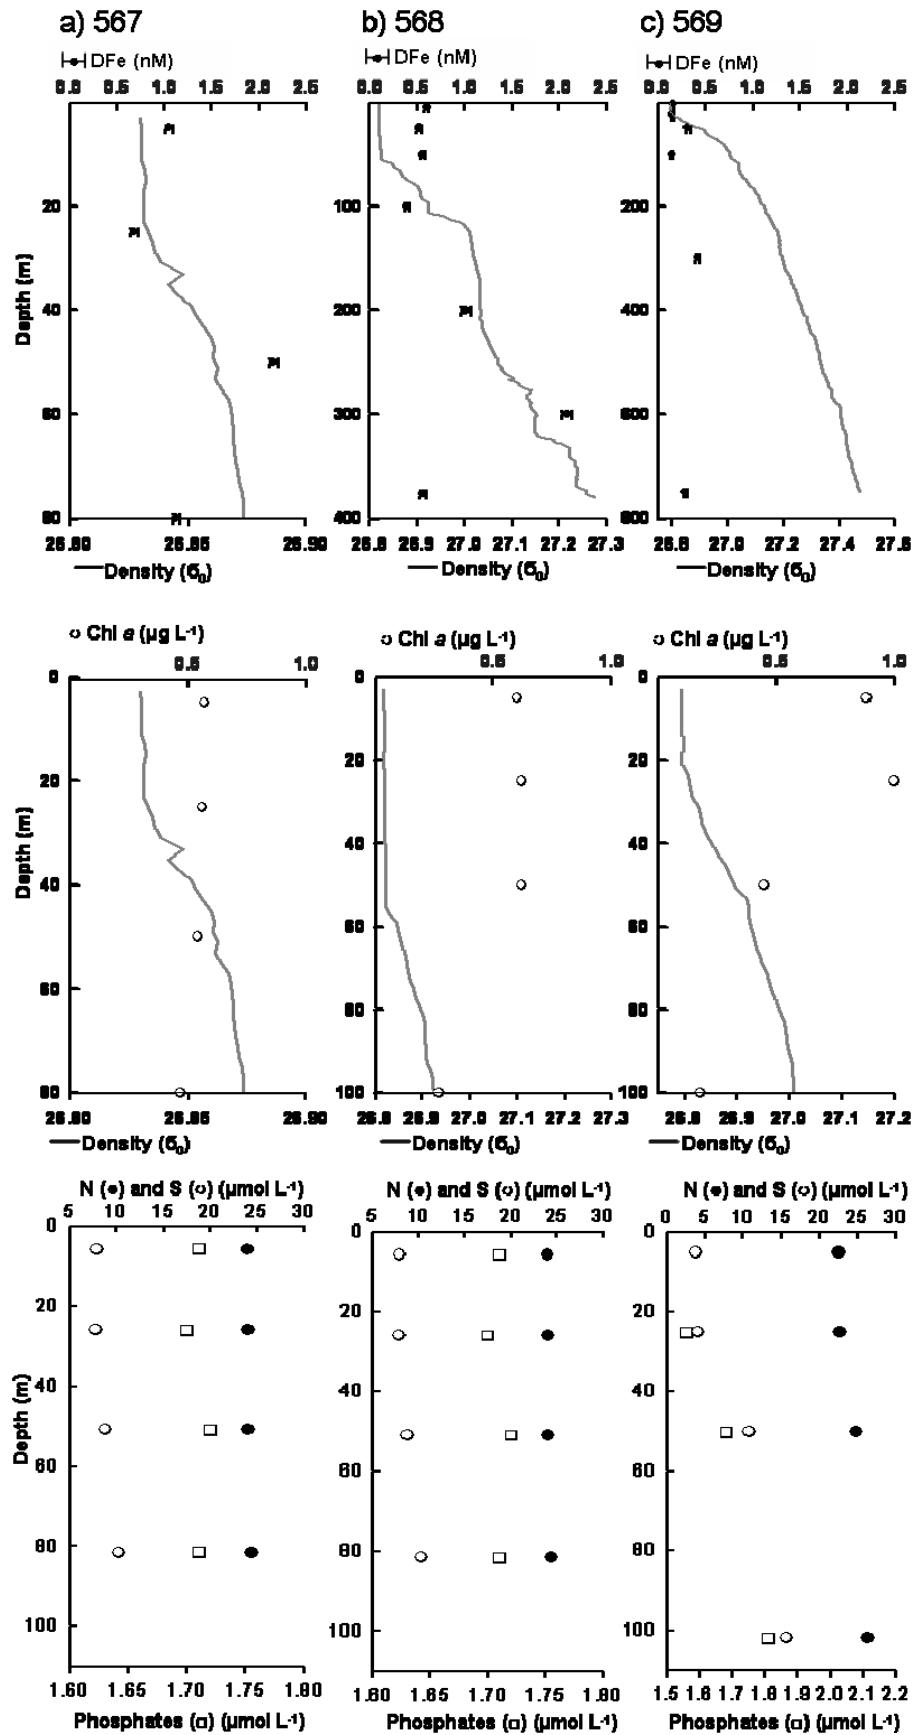 a) 567 b) 568 c) 569
DFe (nM) DFe (nM) DFe (nM)
0.0 0.5 1.0 1.5 2.0 2.5 0.0 0.5 1.0 1.5 2.0 2.5 0.0 0.5 1.0 1.5 2.0 2.5
20 100 200
Depth (m)
40 200 400
60 300 600
80 400 800
26.80 26.85 26.90 26.8 26.9 27.0 27.1 27.2 27.3 26.8 27.0 27.2 27.4 27.6
Density (б₀) Density (б₀) Density (б₀)
Chl a (µg L⁻¹) Chl a (µg L⁻¹) Chl a (µg L⁻¹)
0.5 1.0 0.5 1.0 0.5 1.0
0 0 0
20 20 20
Depth (m)
40 40 40
60 60 60
80 80 80
100 100
26.80 26.85 26.90 26.8 26.9 27.0 27.1 27.2 27.3 26.8 26.9 27.0 27.1 27.2
Density (б₀) Density (б₀) Density (б₀)
N (●) and S (○) (µmol L⁻¹) N (●) and S (○) (µmol L⁻¹) N (●) and S (○) (µmol L⁻¹)
5 10 15 20 25 30 5 10 15 20 25 30 0 5 10 15 20 25 30
0 0 0
20 20 20
40 40 40
Depth (m)
60 60 60
80 80 80
100 100 100
1.60 1.65 1.70 1.75 1.80 1.60 1.65 1.70 1.75 1.80 1.5 1.6 1.7 1.8 1.9 2.0 2.1 2.2
Phosphates (□) (µmol L⁻¹) Phosphates (□) (µmol L⁻¹) Phosphates (□) (µmol L⁻¹)